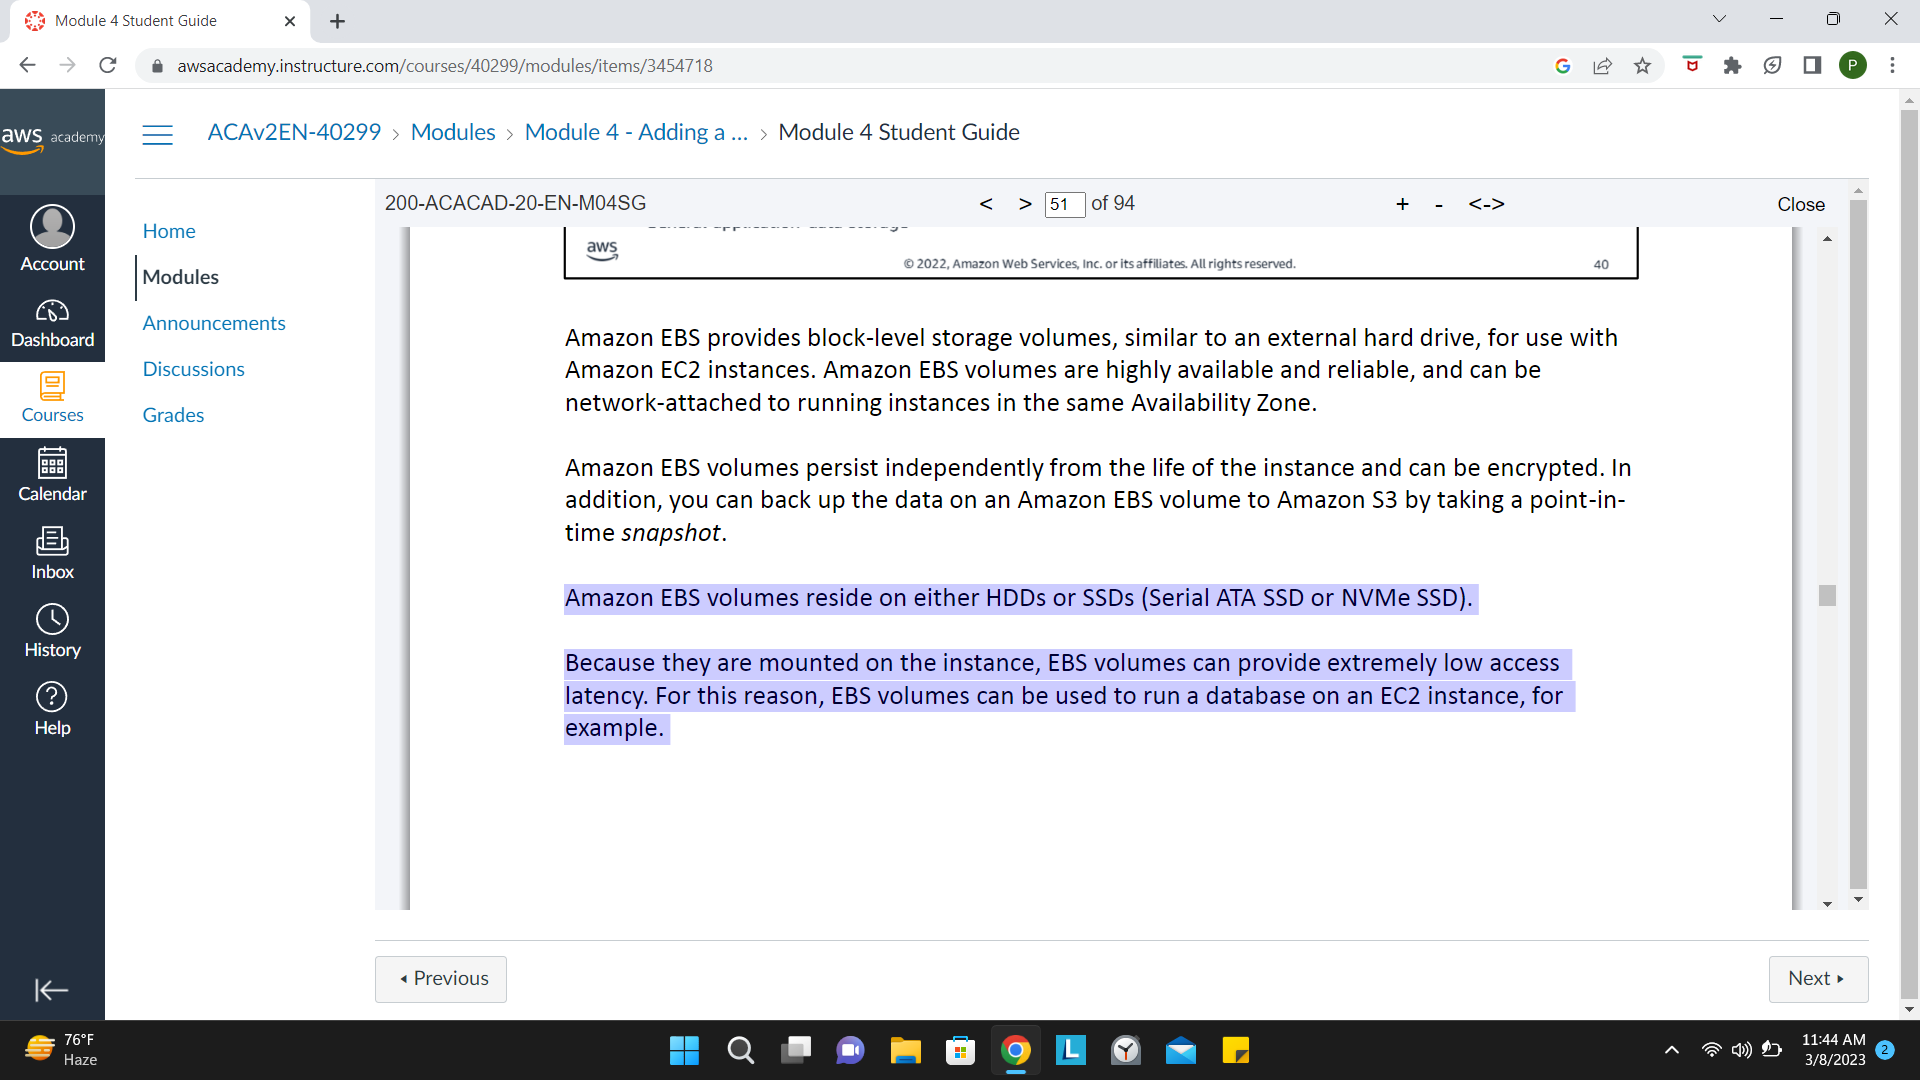 Module 4 Student Guide
awsacademy.instructure.com/courses/40299/modules/items/3454718
P
aws academy
ACAv2EN-40299 > Modules > Module 4 - Adding a ... > Module 4 Student Guide
Account
Dashboard
Courses
Calendar
Inbox
History
Help
Home
Modules
Announcements
Discussions
Grades
200-ACACAD-20-EN-M04SG < > 51 of 94 + - <-> Close
General application data storage
aws
© 2022, Amazon Web Services, Inc. or its affiliates. All rights reserved. 40
Amazon EBS provides block-level storage volumes, similar to an external hard drive, for use with
Amazon EC2 instances. Amazon EBS volumes are highly available and reliable, and can be
network-attached to running instances in the same Availability Zone.
Amazon EBS volumes persist independently from the life of the instance and can be encrypted. In
addition, you can back up the data on an Amazon EBS volume to Amazon S3 by taking a point-in-
time snapshot.
Amazon EBS volumes reside on either HDDs or SSDs (Serial ATA SSD or NVMe SSD).
Because they are mounted on the instance, EBS volumes can provide extremely low access
latency. For this reason, EBS volumes can be used to run a database on an EC2 instance, for
example.
Previous
Next
76°F
Haze
11:44 AM
3/8/2023
2